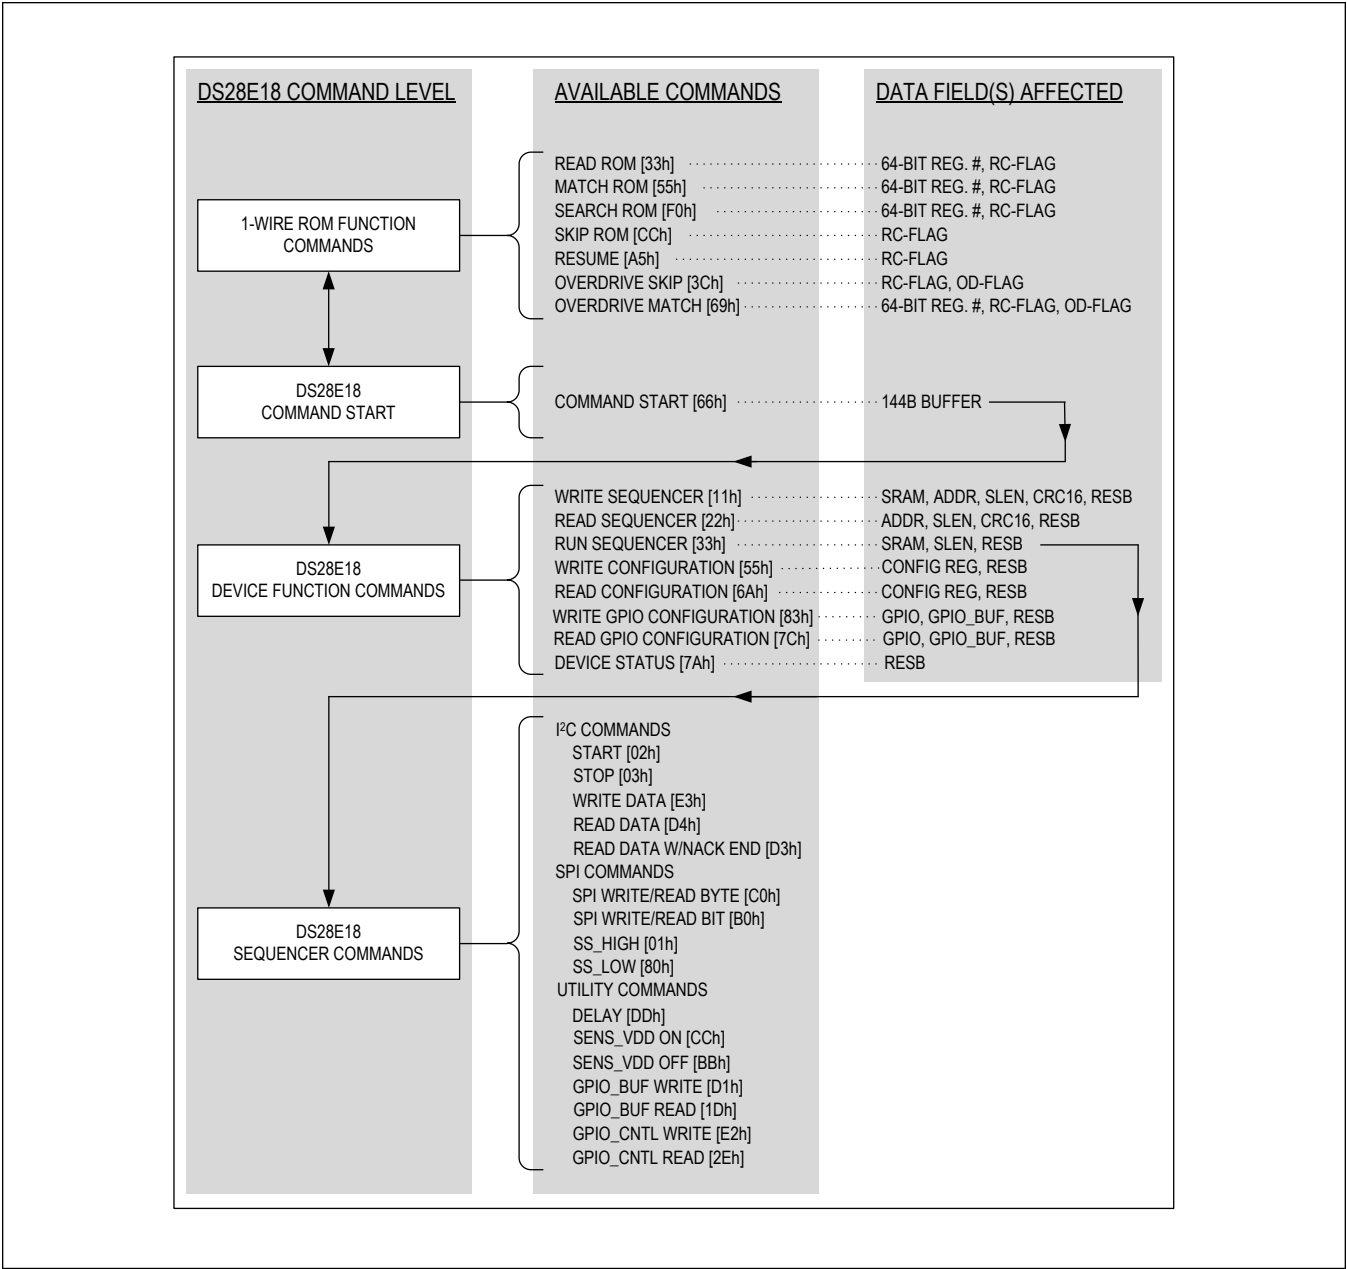 DS28E18 COMMAND LEVEL
AVAILABLE COMMANDS
DATA FIELD(S) AFFECTED
1-WIRE ROM FUNCTION
COMMANDS
READ ROM [33h] 64-BIT REG. #, RC-FLAG
MATCH ROM [55h] 64-BIT REG. #, RC-FLAG
SEARCH ROM [F0h] 64-BIT REG. #, RC-FLAG
SKIP ROM [CCh] RC-FLAG
RESUME [A5h] RC-FLAG
OVERDRIVE SKIP [3Ch] RC-FLAG, OD-FLAG
OVERDRIVE MATCH [69h] 64-BIT REG. #, RC-FLAG, OD-FLAG
DS28E18
COMMAND START
COMMAND START [66h] 144B BUFFER
DS28E18
DEVICE FUNCTION COMMANDS
WRITE SEQUENCER [11h] SRAM, ADDR, SLEN, CRC16, RESB
READ SEQUENCER [22h] ADDR, SLEN, CRC16, RESB
RUN SEQUENCER [33h] SRAM, SLEN, RESB
WRITE CONFIGURATION [55h] CONFIG REG, RESB
READ CONFIGURATION [6Ah] CONFIG REG, RESB
WRITE GPIO CONFIGURATION [83h] GPIO, GPIO_BUF, RESB
READ GPIO CONFIGURATION [7Ch] GPIO, GPIO_BUF, RESB
DEVICE STATUS [7Ah] RESB
DS28E18
SEQUENCER COMMANDS
I²C COMMANDS
START [02h]
STOP [03h]
WRITE DATA [E3h]
READ DATA [D4h]
READ DATA W/NACK END [D3h]
SPI COMMANDS
SPI WRITE/READ BYTE [C0h]
SPI WRITE/READ BIT [B0h]
SS_HIGH [01h]
SS_LOW [80h]
UTILITY COMMANDS
DELAY [DDh]
SENS_VDD ON [CCh]
SENS_VDD OFF [BBh]
GPIO_BUF WRITE [D1h]
GPIO_BUF READ [1Dh]
GPIO_CNTL WRITE [E2h]
GPIO_CNTL READ [2Eh]